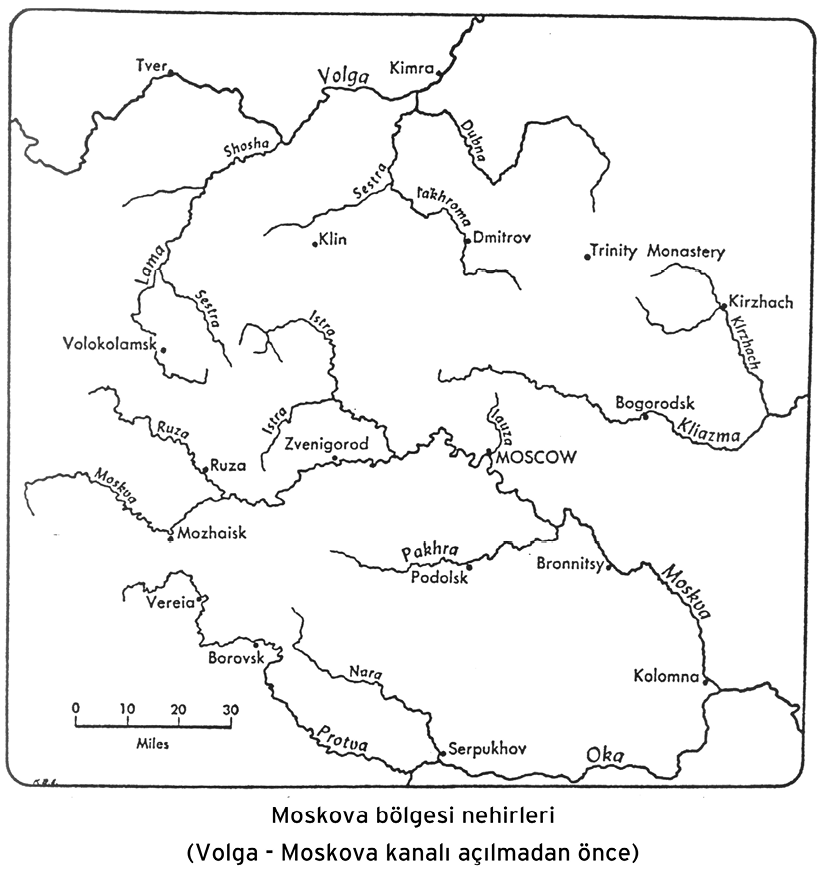 Tver
Volga
Kimra
Shosha
Dubna
Sestra
Iakhroma
Klin
Dmitrov
Trinity Monastery
Lama
Sestra
Istra
Kirzhach
Kirzhach
Volokolamsk
Ruza
Istra
Iauza
Bogorodsk
Kliazma
Zvenigorod
MOSCOW
Ruza
Moskva
Mozhaisk
Pakhra
Podolsk
Bronnitsy
Moskva
Vereia
Borovsk
Nara
Kolomna
0 10 20 30
Miles
Protva
Serpukhov
Oka
Moskova bölgesi nehirleri
(Volga - Moskova kanalı açılmadan önce)